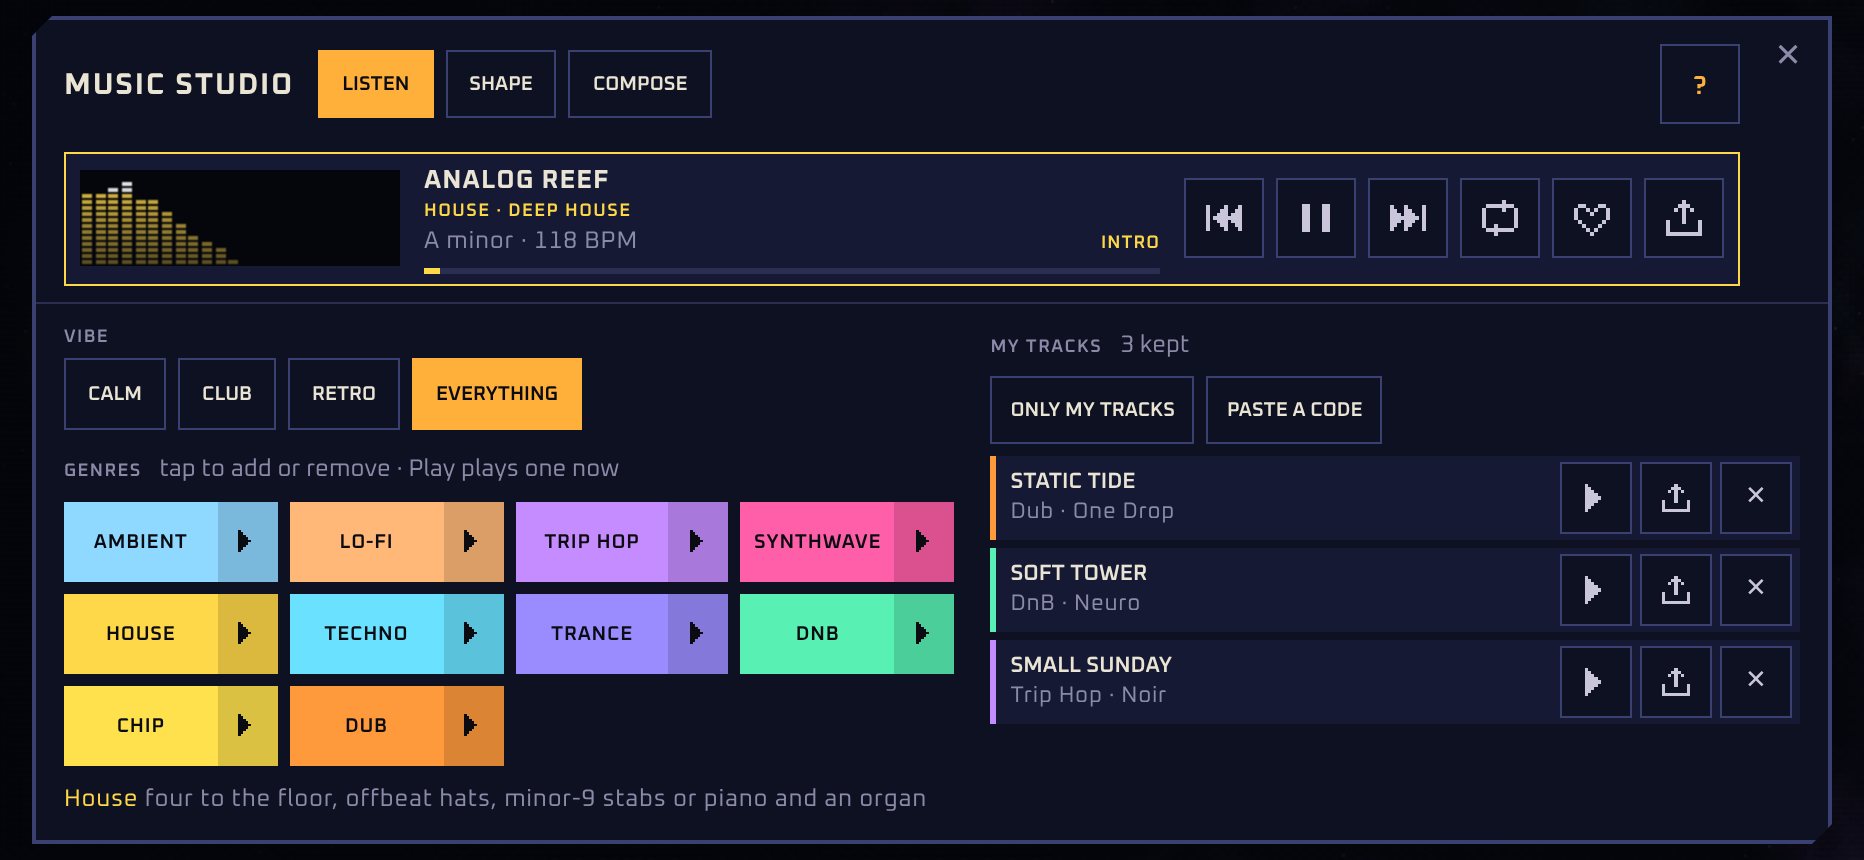 MUSIC STUDIO LISTEN SHAPE COMPOSE ?
ANALOG REEF
HOUSE · DEEP HOUSE
A minor · 118 BPM INTRO
VIBE
CALM CLUB RETRO EVERYTHING
GENRES tap to add or remove · Play plays one now
AMBIENT LO-FI TRIP HOP SYNTHWAVE
HOUSE TECHNO TRANCE DNB
CHIP DUB
House four to the floor, offbeat hats, minor-9 stabs or piano and an organ
MY TRACKS 3 kept
ONLY MY TRACKS PASTE A CODE
STATIC TIDE
Dub · One Drop
SOFT TOWER
DnB · Neuro
SMALL SUNDAY
Trip Hop · Noir